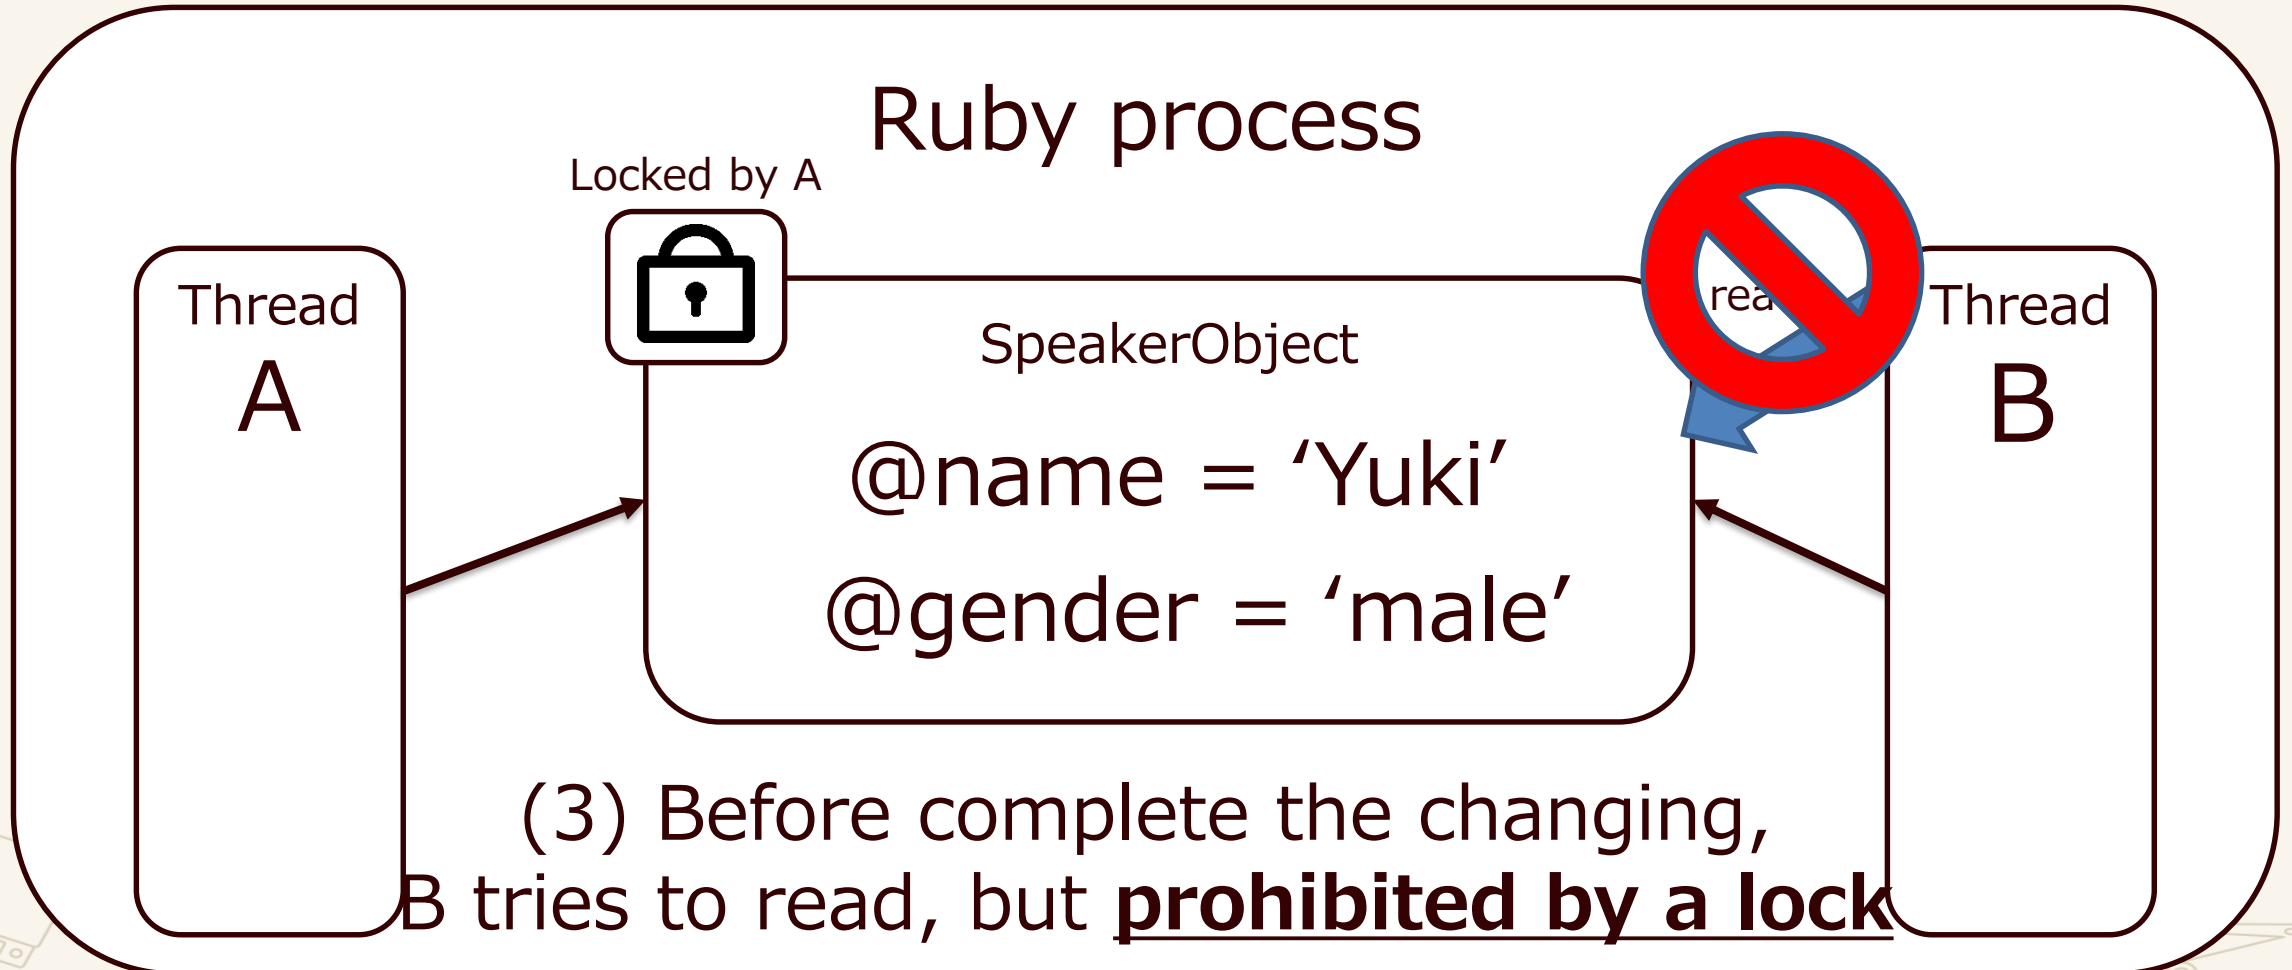 Ruby process
Locked by A
Thread
A
SpeakerObject
@name = ‘Yuki’
@gender = ‘male’
Thread
B
(3) Before complete the changing,
B tries to read, but prohibited by a lock